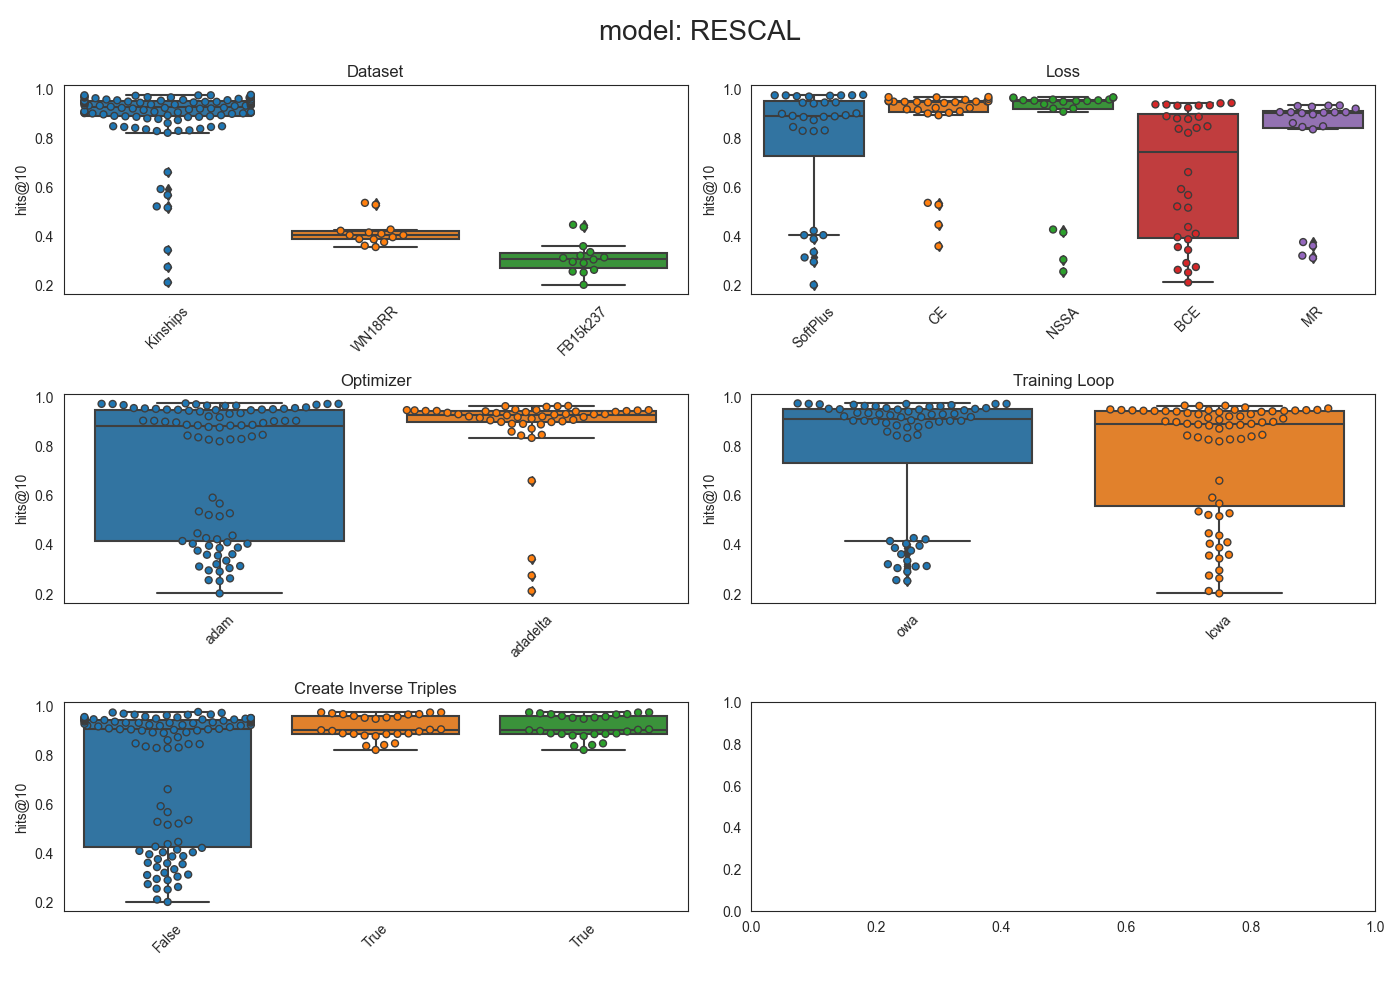 model: RESCAL
Dataset
hits@10
1.0
0.8
0.6
0.4
0.2
Kinships
WN18RR
FB15k237
Loss
hits@10
1.0
0.8
0.6
0.4
0.2
SoftPlus
CE
NSSA
BCE
MR
Optimizer
hits@10
1.0
0.8
0.6
0.4
0.2
adam
adadelta
Training Loop
hits@10
1.0
0.8
0.6
0.4
0.2
owa
lcwa
Create Inverse Triples
hits@10
1.0
0.8
0.6
0.4
0.2
False
True
True
1.0
0.8
0.6
0.4
0.2
0.0
0.0 0.2 0.4 0.6 0.8 1.0